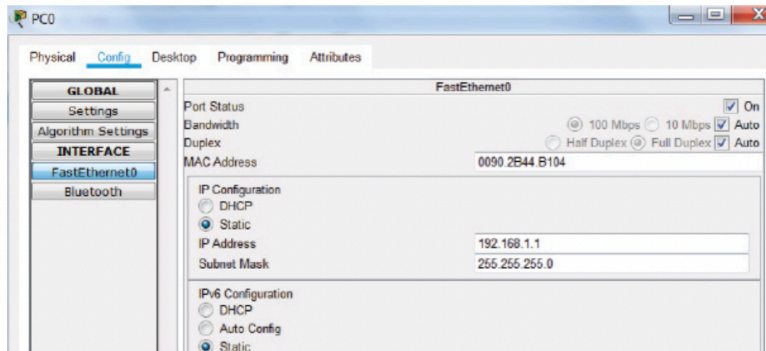 PC0
Physical Config Desktop Programming Attributes
GLOBAL
Settings
Algorithm Settings
INTERFACE
FastEthernet0
Bluetooth
FastEthernet0
Port Status On
Bandwidth 100 Mbps 10 Mbps Auto
Duplex Half Duplex Full Duplex Auto
MAC Address 0090.2B44.B104
IP Configuration
DHCP
Static
IP Address 192.168.1.1
Subnet Mask 255.255.255.0
IPv6 Configuration
DHCP
Auto Config
Static